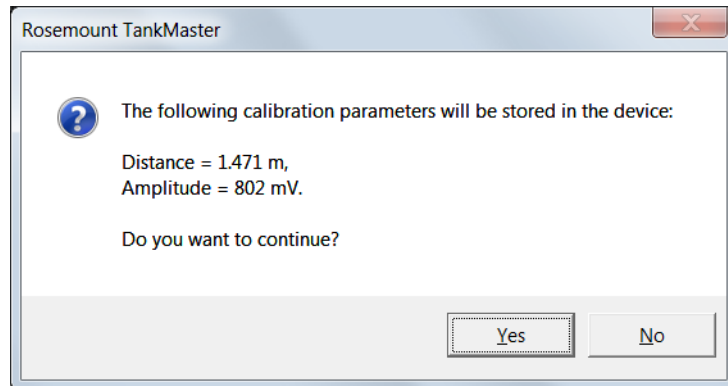 Rosemount TankMaster
The following calibration parameters will be stored in the device:
Distance = 1.471 m,
Amplitude = 802 mV.
Do you want to continue?
Yes
No